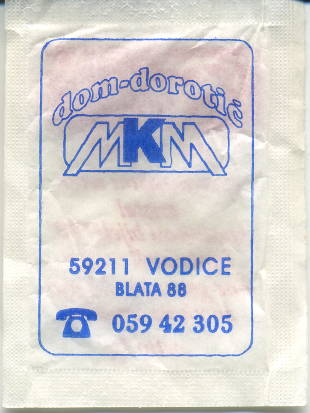 dom-dorotić
MKM
59211 VODICE
BLATA 88
☎ 059 42 305